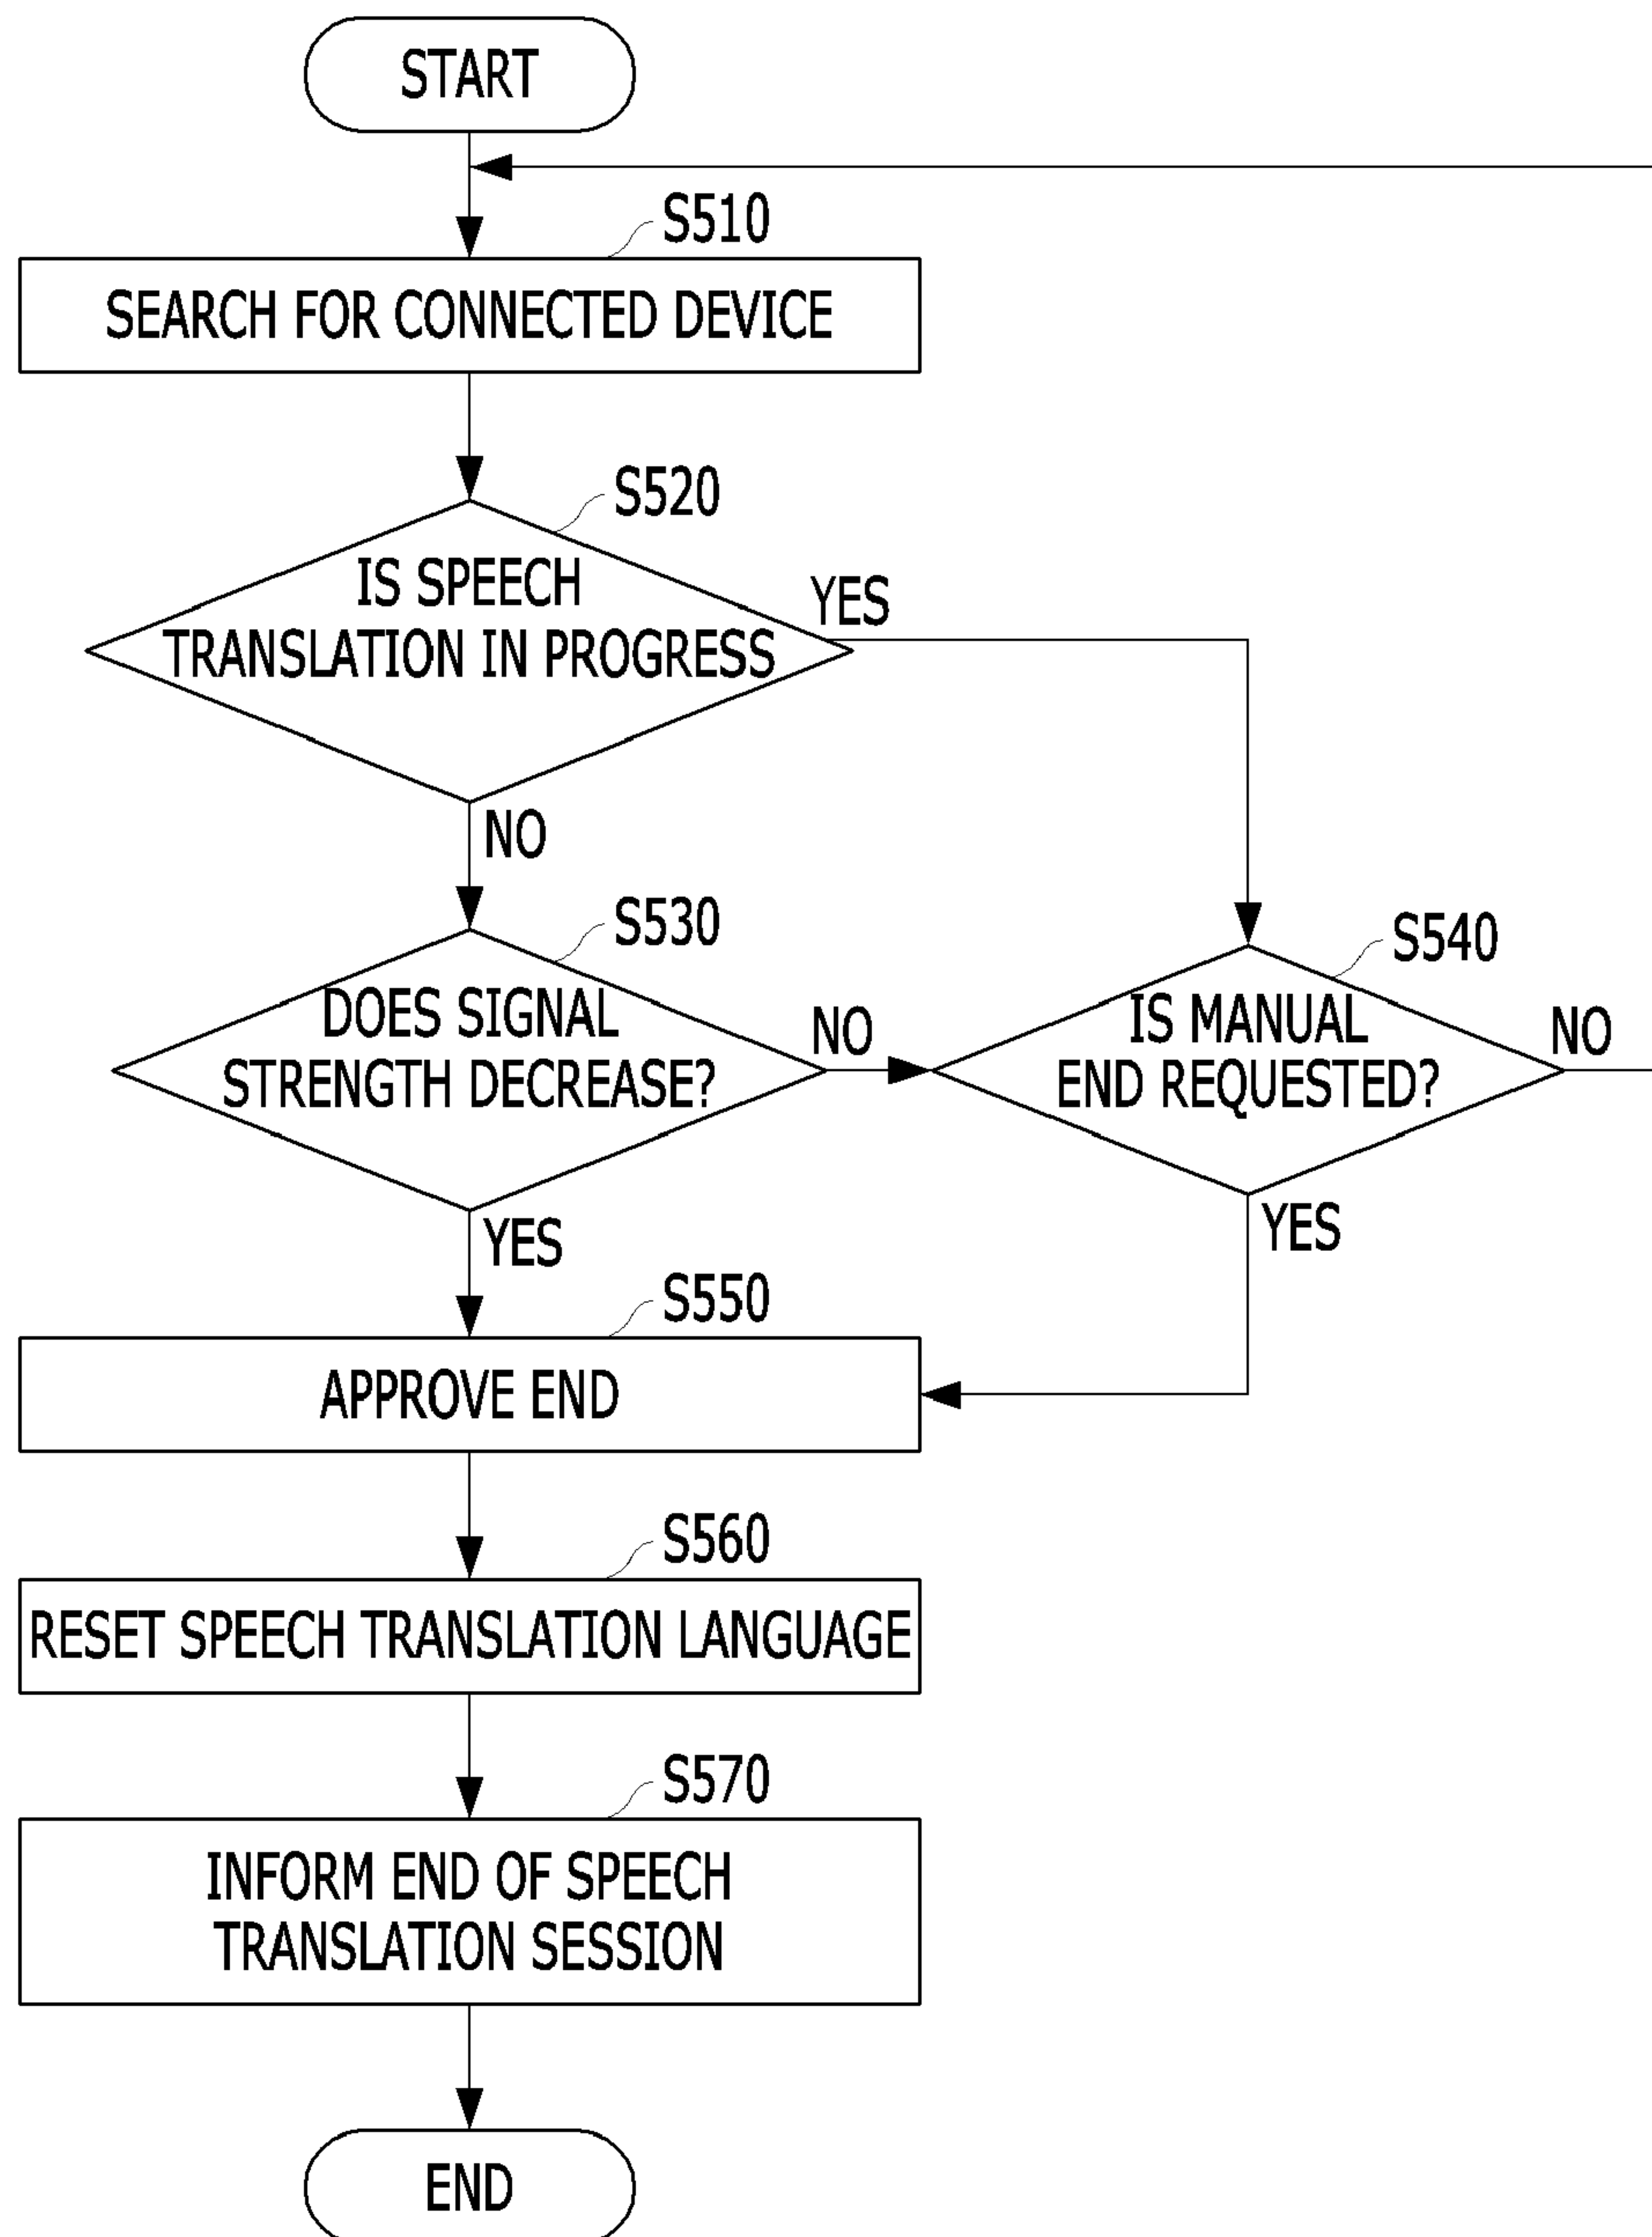 START
S510
SEARCH FOR CONNECTED DEVICE
S520
IS SPEECH
TRANSLATION IN PROGRESS
YES
NO
S530
DOES SIGNAL
STRENGTH DECREASE?
NO
S540
IS MANUAL
END REQUESTED?
NO
YES
YES
S550
APPROVE END
S560
RESET SPEECH TRANSLATION LANGUAGE
S570
INFORM END OF SPEECH
TRANSLATION SESSION
END